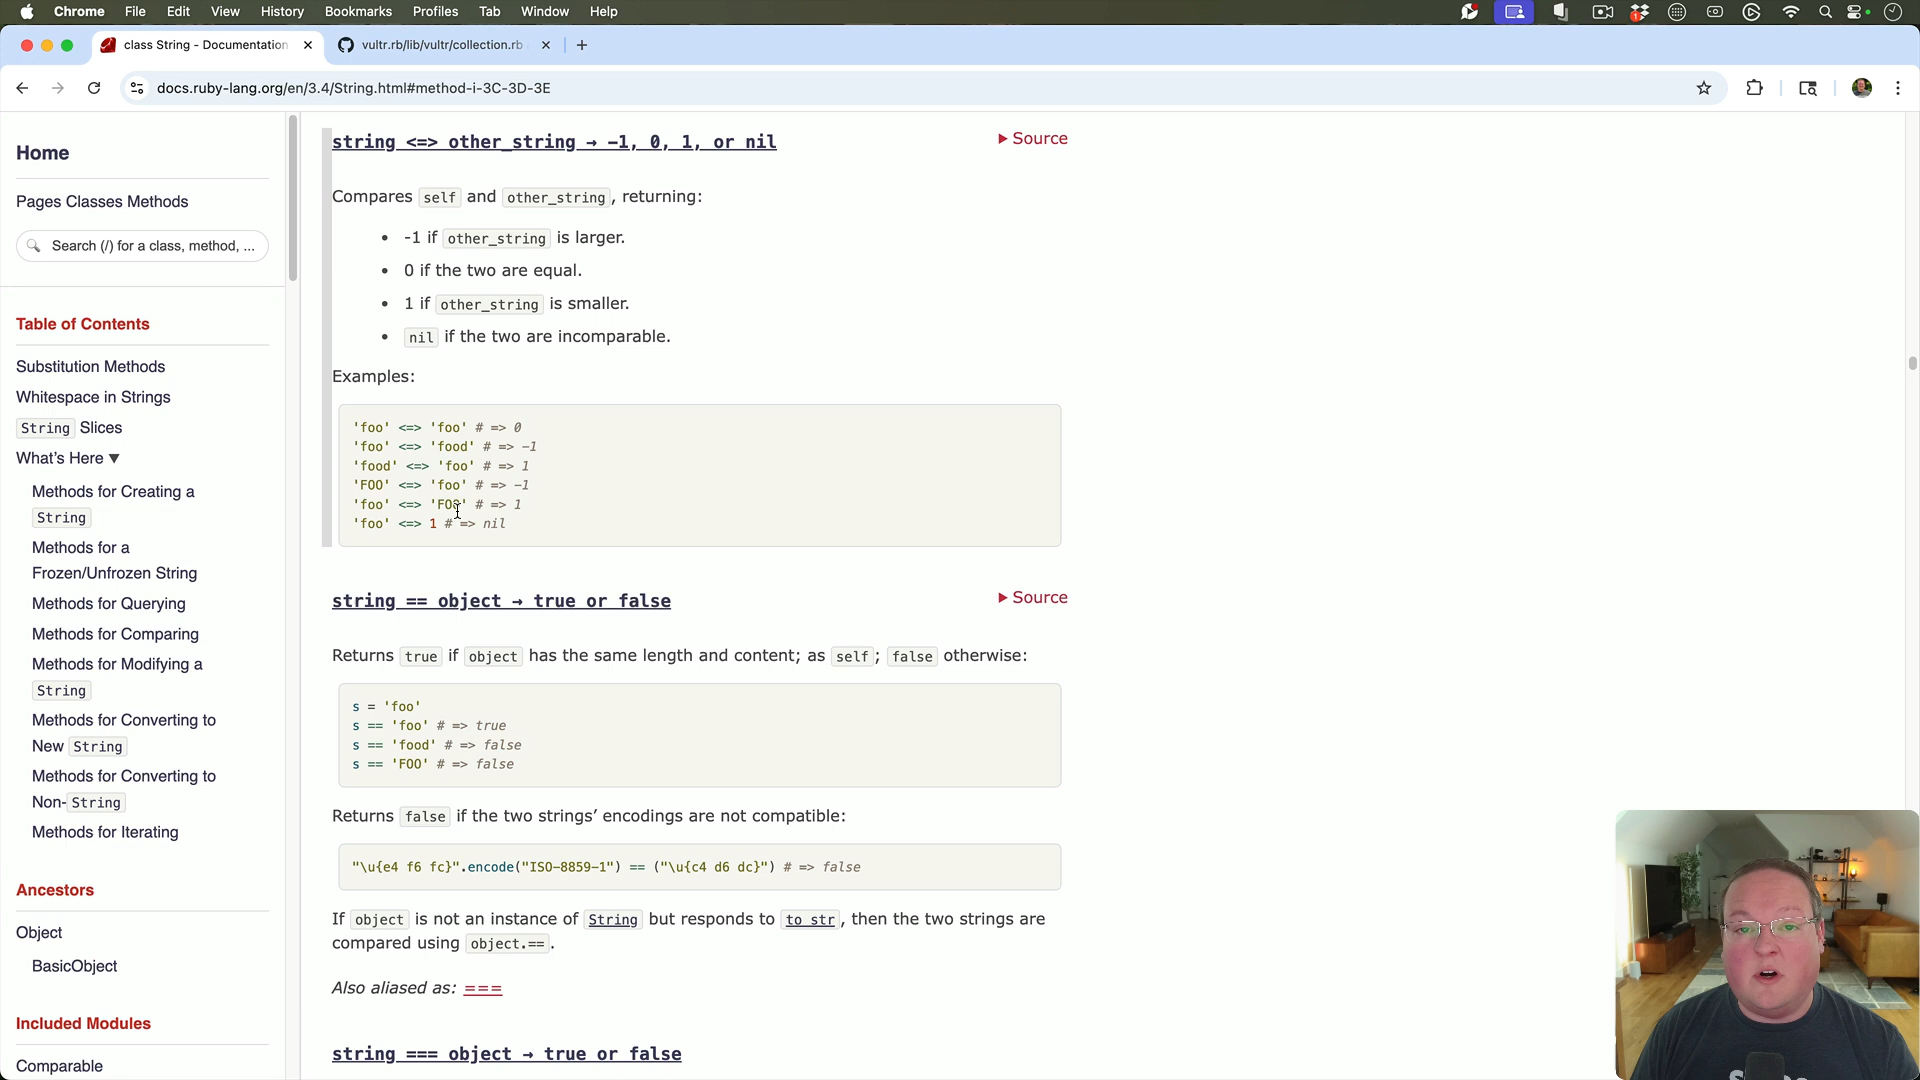 Chrome File Edit View History Bookmarks Profiles Tab Window Help
class String - Documentation
vultr.rb/lib/vultr/collection.rb
docs.ruby-lang.org/en/3.4/String.html#method-i-3C-3D-3E
Home
Pages Classes Methods
Search (/) for a class, method, ...
Table of Contents
Substitution Methods
Whitespace in Strings
String Slices
What’s Here ▼
Methods for Creating a
String
Methods for a
Frozen/Unfrozen String
Methods for Querying
Methods for Comparing
Methods for Modifying a
String
Methods for Converting to
New String
Methods for Converting to
Non-String
Methods for Iterating
Ancestors
Object
BasicObject
Included Modules
Comparable
string <=> other_string → -1, 0, 1, or nil
▶ Source
Compares self and other_string, returning:
• -1 if other_string is larger.
• 0 if the two are equal.
• 1 if other_string is smaller.
• nil if the two are incomparable.
Examples:
'foo' <=> 'foo' # => 0
'foo' <=> 'food' # => -1
'food' <=> 'foo' # => 1
'FOO' <=> 'foo' # => -1
'foo' <=> 'FOO' # => 1
'foo' <=> 1 # => nil
string == object → true or false
▶ Source
Returns true if object has the same length and content; as self; false otherwise:
s = 'foo'
s == 'foo' # => true
s == 'food' # => false
s == 'FOO' # => false
Returns false if the two strings’ encodings are not compatible:
"\u{e4 f6 fc}".encode("ISO-8859-1") == ("\u{c4 d6 dc}") # => false
If object is not an instance of String but responds to to_str, then the two strings are
compared using object.==.
Also aliased as: ===
string === object → true or false